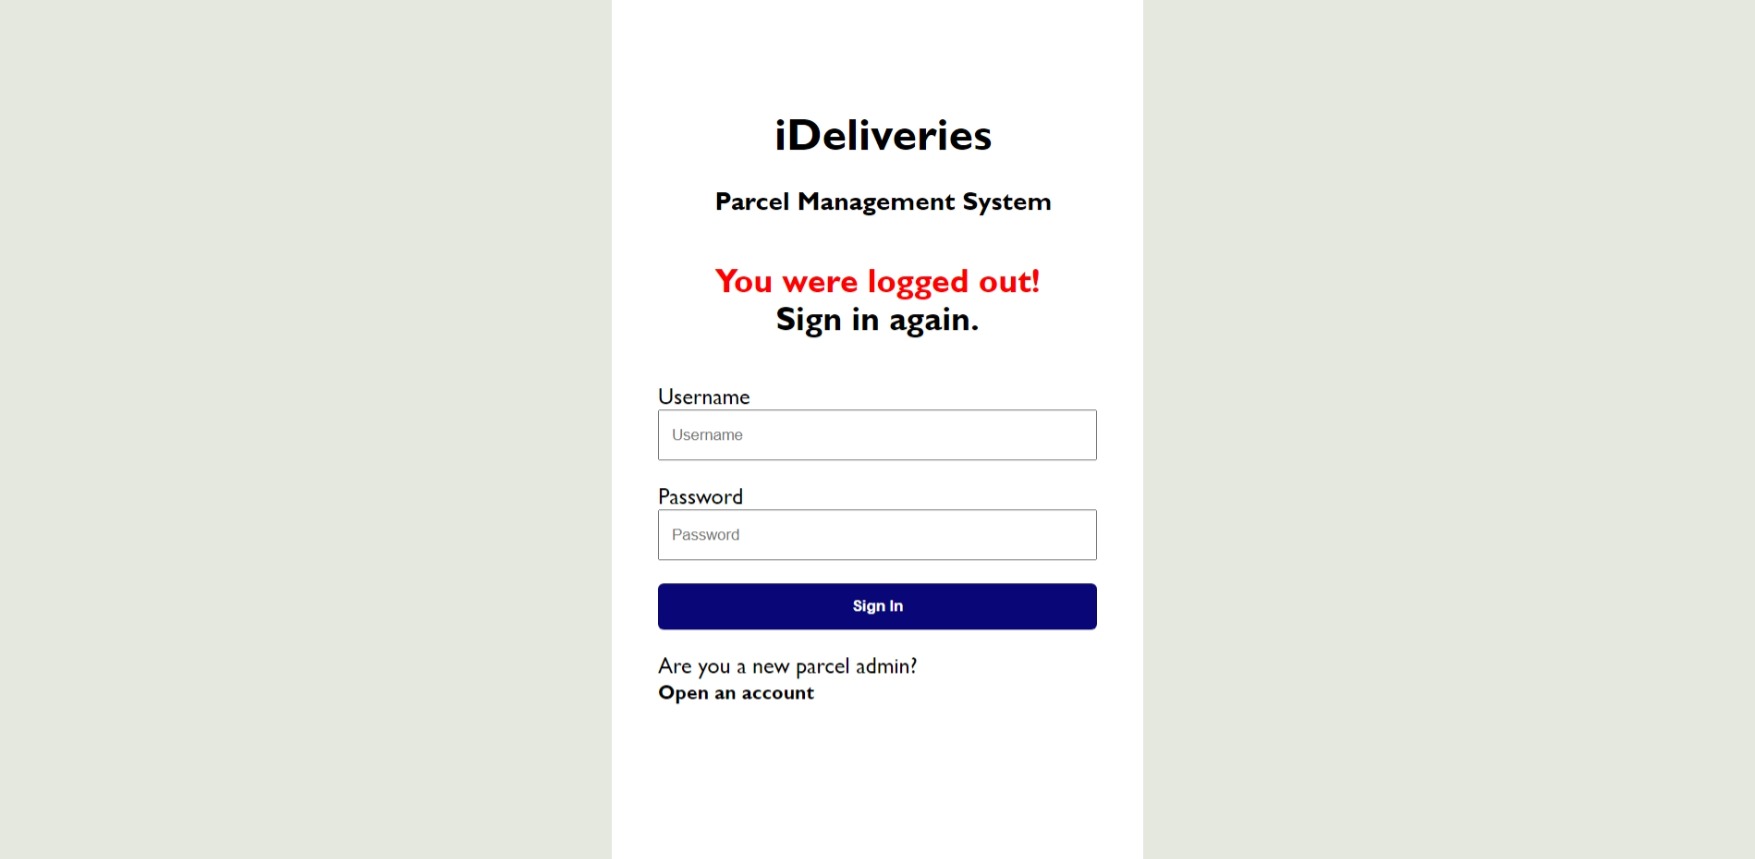 iDeliveries
Parcel Management System
You were logged out!
Sign in again.
Username
Username
Password
Password
Sign In
Are you a new parcel admin?
Open an account